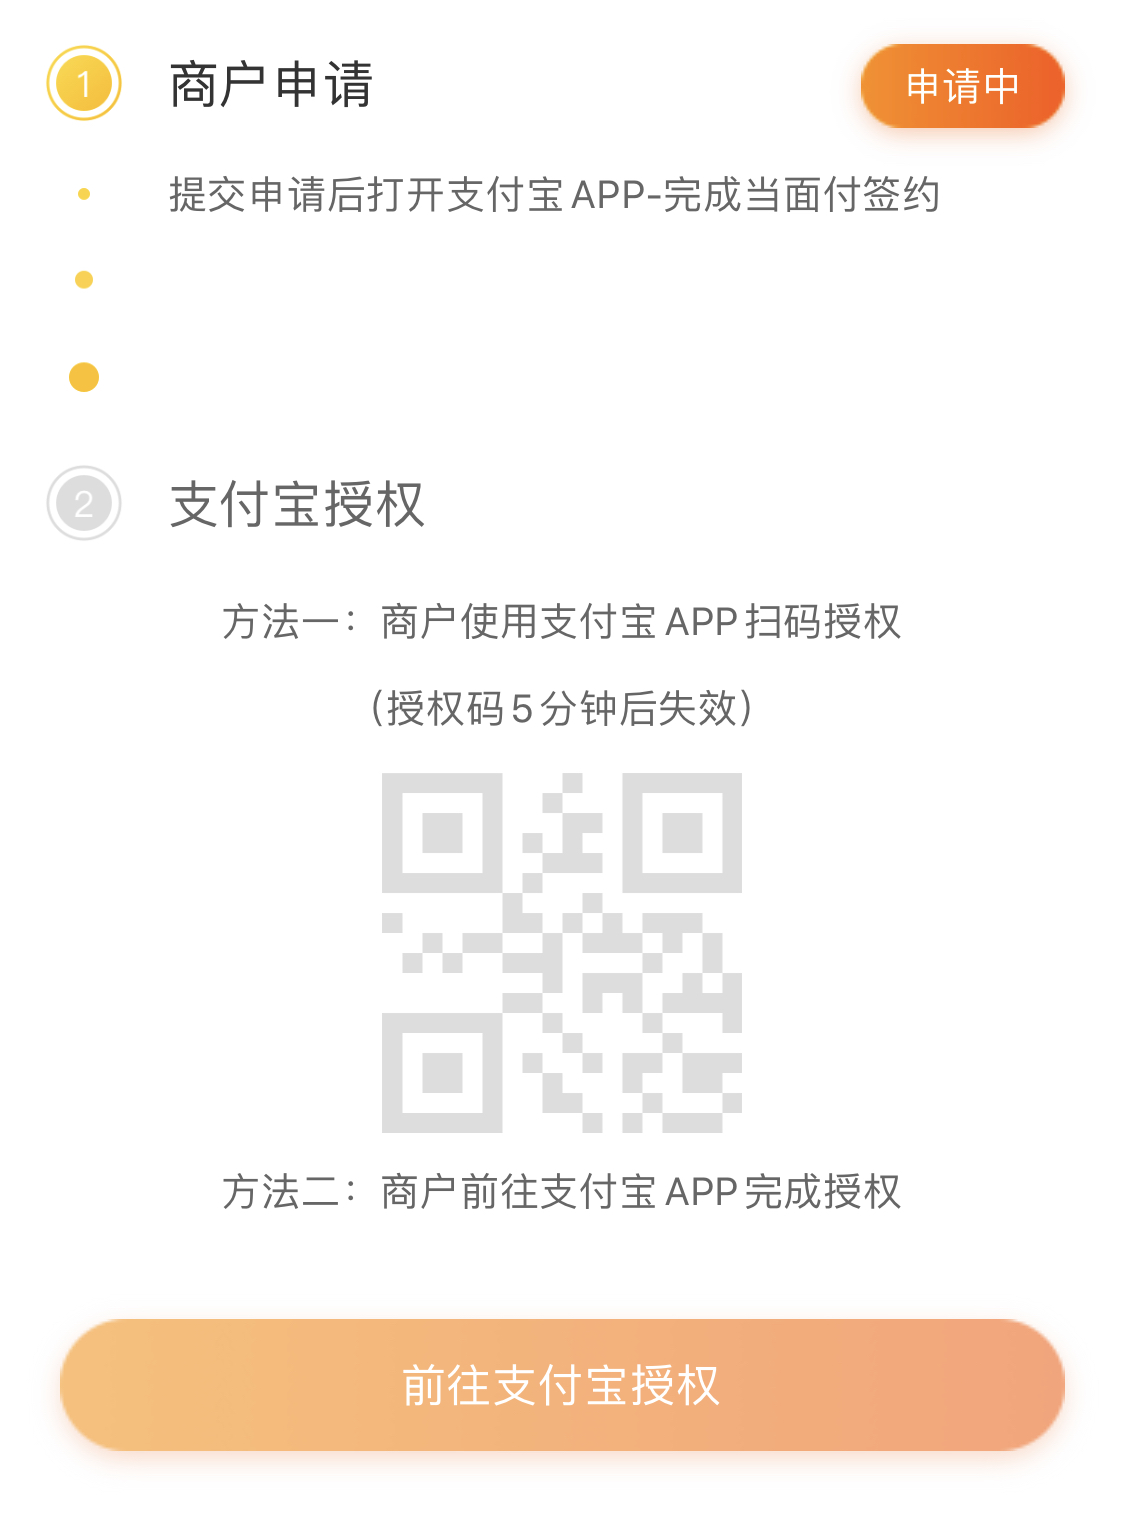 1 商户申请 申请中
提交申请后打开支付宝APP-完成当面付签约
2 支付宝授权
方法一：商户使用支付宝APP扫码授权
（授权码5分钟后失效）
方法二：商户前往支付宝APP完成授权
前往支付宝授权